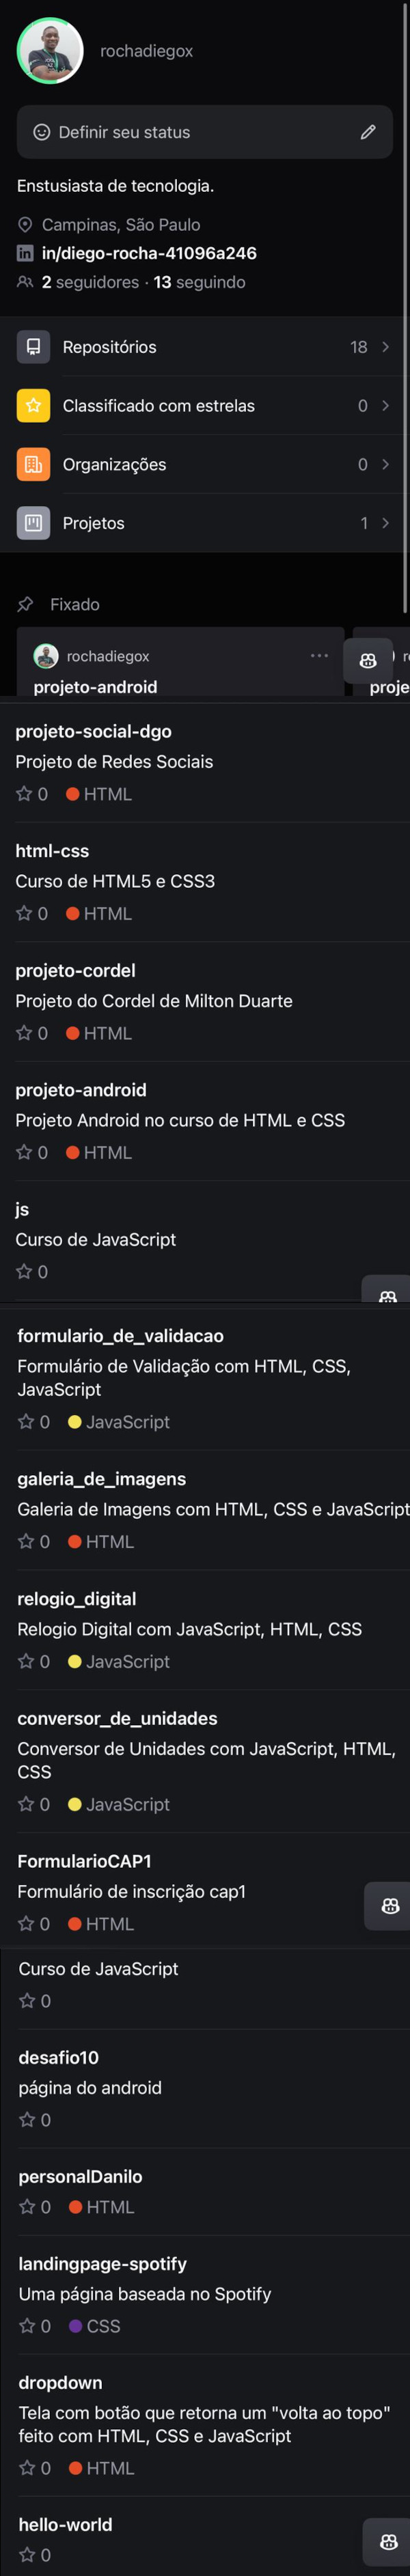 rochadiegox
Definir seu status
Enstusiasta de tecnologia.
Campinas, São Paulo
in/diego-rocha-41096a246
2 seguidores · 13 seguindo
Repositórios 18
Classificado com estrelas 0
Organizações 0
Projetos 1
Fixado
rochadiegox
projeto-android
proje
projeto-social-dgo
Projeto de Redes Sociais
0 HTML
html-css
Curso de HTML5 e CSS3
0 HTML
projeto-cordel
Projeto do Cordel de Milton Duarte
0 HTML
projeto-android
Projeto Android no curso de HTML e CSS
0 HTML
js
Curso de JavaScript
0
formulario_de_validacao
Formulário de Validação com HTML, CSS,
JavaScript
0 JavaScript
galeria_de_imagens
Galeria de Imagens com HTML, CSS e JavaScript
0 HTML
relogio_digital
Relogio Digital com JavaScript, HTML, CSS
0 JavaScript
conversor_de_unidades
Conversor de Unidades com JavaScript, HTML,
CSS
0 JavaScript
FormularioCAP1
Formulário de inscrição cap1
0 HTML
Curso de JavaScript
0
desafio10
página do android
0
personalDanilo
0 HTML
landingpage-spotify
Uma página baseada no Spotify
0 CSS
dropdown
Tela com botão que retorna um "volta ao topo"
feito com HTML, CSS e JavaScript
0 HTML
hello-world
0